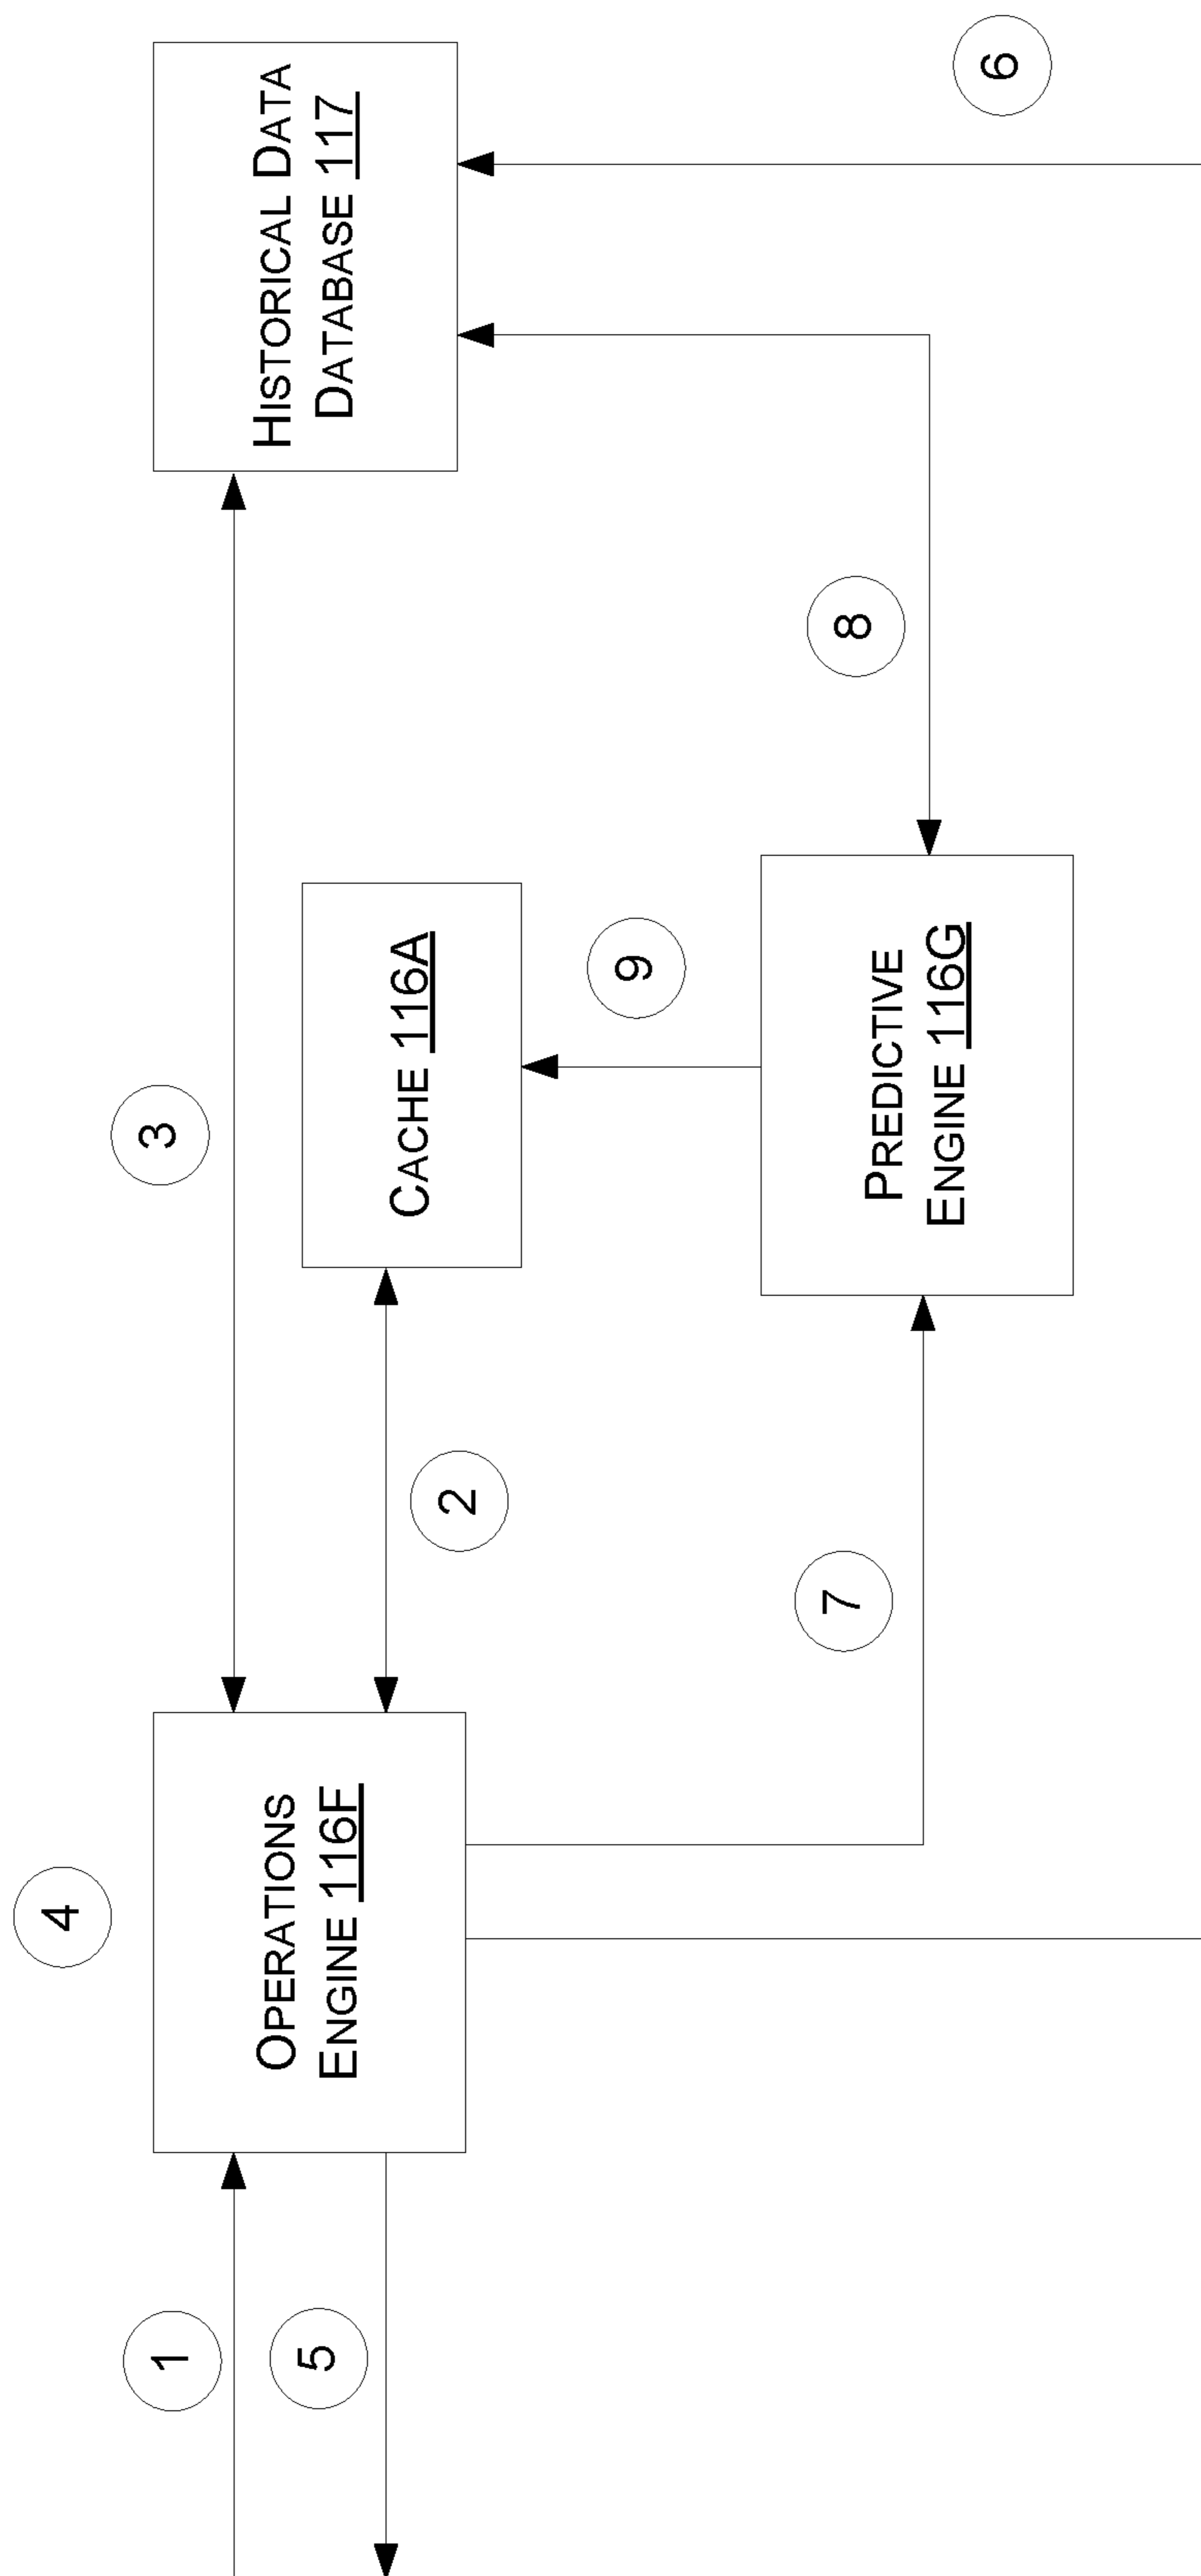 4
1
5
OPERATIONS
ENGINE 116F
3
2
7
CACHE 116A
9
PREDICTIVE
ENGINE 116G
8
HISTORICAL DATA
DATABASE 117
6